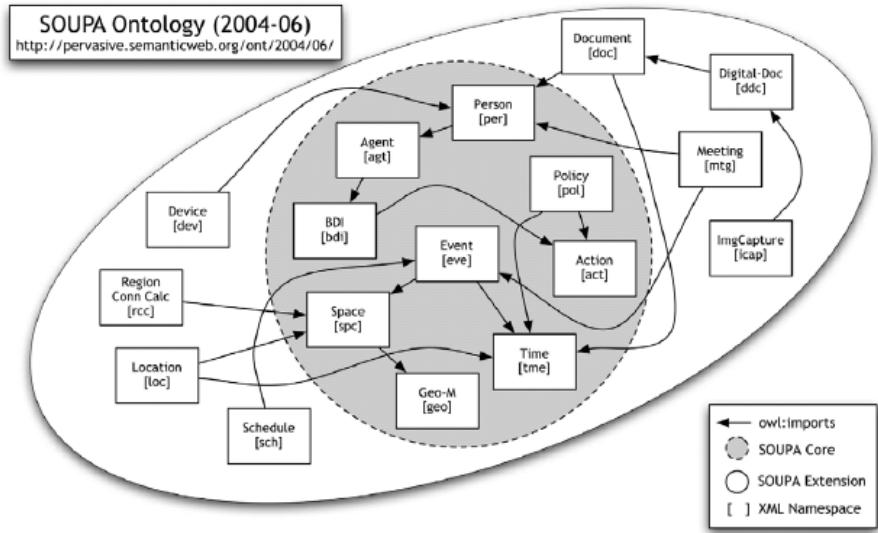 SOUPA Ontology (2004-06)
http://pervasive.semanticweb.org/ont/2004/06/
Document
[doc]
Digital-Doc
[ddc]
Person
[per]
Agent
[agt]
Meeting
[mtg]
Policy
[pol]
Device
[dev]
BDI
[bdi]
ImgCapture
[icap]
Event
[eve]
Action
[act]
Region
Conn Calc
[rcc]
Space
[spc]
Time
[tme]
Location
[loc]
Geo-M
[geo]
Schedule
[sch]
owl:imports
SOUPA Core
SOUPA Extension
[ ] XML Namespace